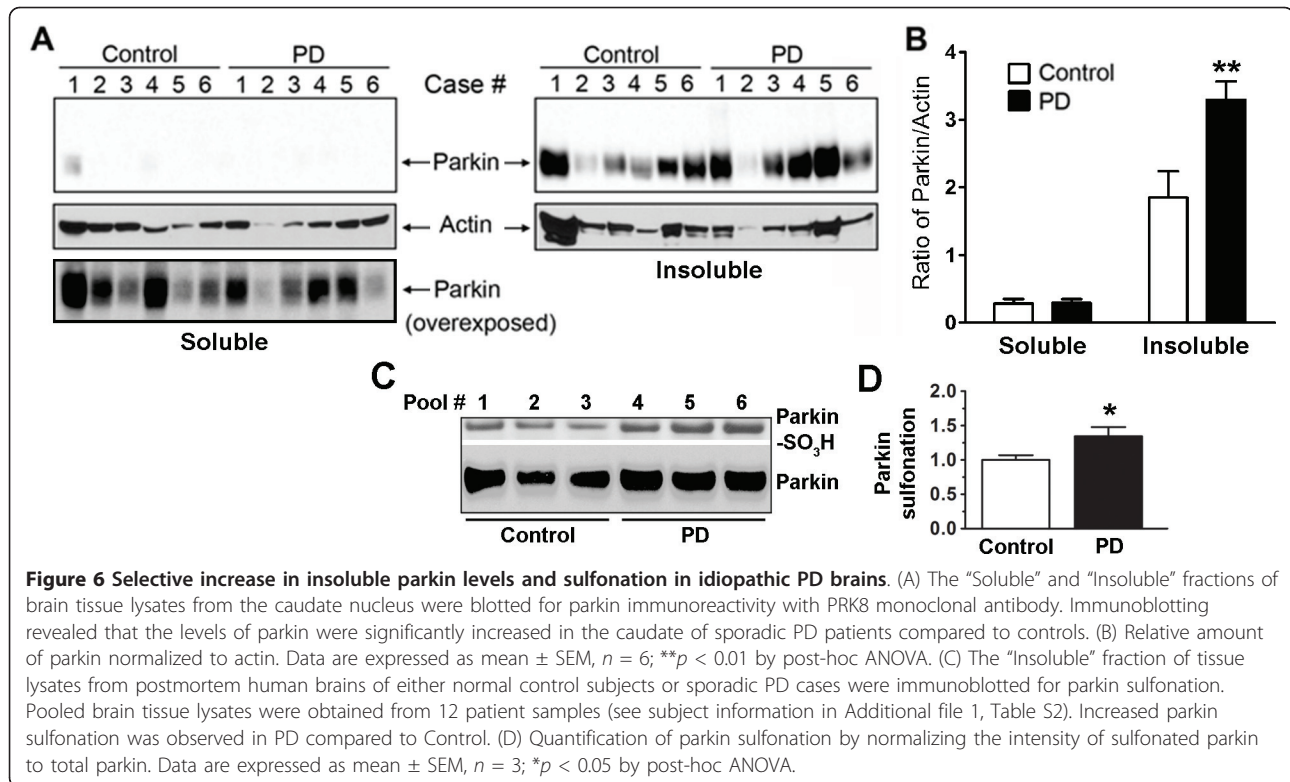 A
Control PD
1 2 3 4 5 6 1 2 3 4 5 6
Case #
Control PD
1 2 3 4 5 6 1 2 3 4 5 6
Parkin
Actin
Parkin
(overexposed)
Soluble
Insoluble
B
Ratio of Parkin/Actin
4
3
2
1
0
Control
PD
**
Soluble Insoluble
C
Pool # 1 2 3 4 5 6
Parkin
-SO3H
Parkin
Control PD
D
Parkin
sulfonation
2.0
1.5
1.0
0.5
0.0
*
Control PD
Figure 6 Selective increase in insoluble parkin levels and sulfonation in idiopathic PD brains. (A) The “Soluble” and “Insoluble” fractions of
brain tissue lysates from the caudate nucleus were blotted for parkin immunoreactivity with PRK8 monoclonal antibody. Immunoblotting
revealed that the levels of parkin were significantly increased in the caudate of sporadic PD patients compared to controls. (B) Relative amount
of parkin normalized to actin. Data are expressed as mean ± SEM, n = 6; **p < 0.01 by post-hoc ANOVA. (C) The “Insoluble” fraction of tissue
lysates from postmortem human brains of either normal control subjects or sporadic PD cases were immunoblotted for parkin sulfonation.
Pooled brain tissue lysates were obtained from 12 patient samples (see subject information in Additional file 1, Table S2). Increased parkin
sulfonation was observed in PD compared to Control. (D) Quantification of parkin sulfonation by normalizing the intensity of sulfonated parkin
to total parkin. Data are expressed as mean ± SEM, n = 3; *p < 0.05 by post-hoc ANOVA.